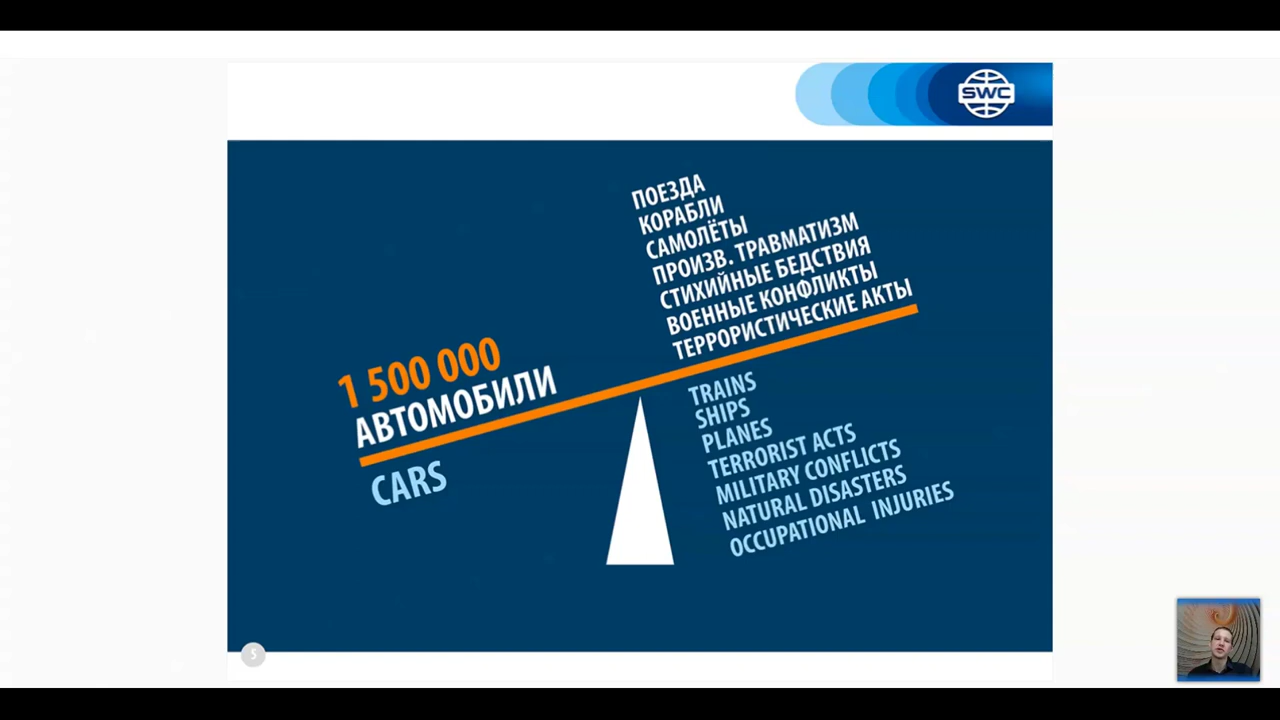 SWC
ПОЕЗДА
КОРАБЛИ
САМОЛЁТЫ
ПРОИЗВ. ТРАВМАТИЗМ
СТИХИЙНЫЕ БЕДСТВИЯ
ВОЕННЫЕ КОНФЛИКТЫ
ТЕРРОРИСТИЧЕСКИЕ АКТЫ
1 500 000
АВТОМОБИЛИ
CARS
TRAINS
SHIPS
PLANES
TERRORIST ACTS
MILITARY CONFLICTS
NATURAL DISASTERS
OCCUPATIONAL INJURIES
5